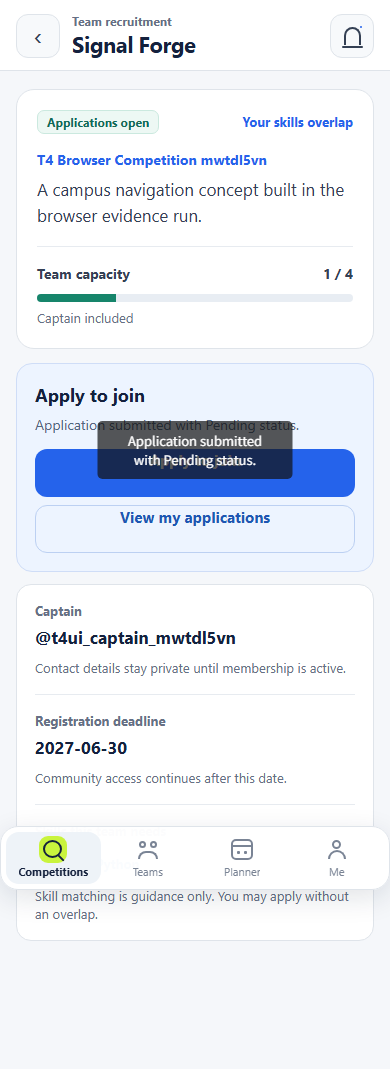 Team recruitment
Signal Forge
Applications open
Your skills overlap
T4 Browser Competition mwtdl5vn
A campus navigation concept built in the
browser evidence run.
Team capacity
1 / 4
Captain included
Apply to join
Application submitted with Pending status.
Application submitted
with Pending status.
View my applications
Captain
@t4ui_captain_mwtdl5vn
Contact details stay private until membership is active.
Registration deadline
2027-06-30
Community access continues after this date.
Competitions
Teams
Planner
Me
Skill matching is guidance only. You may apply without
an overlap.